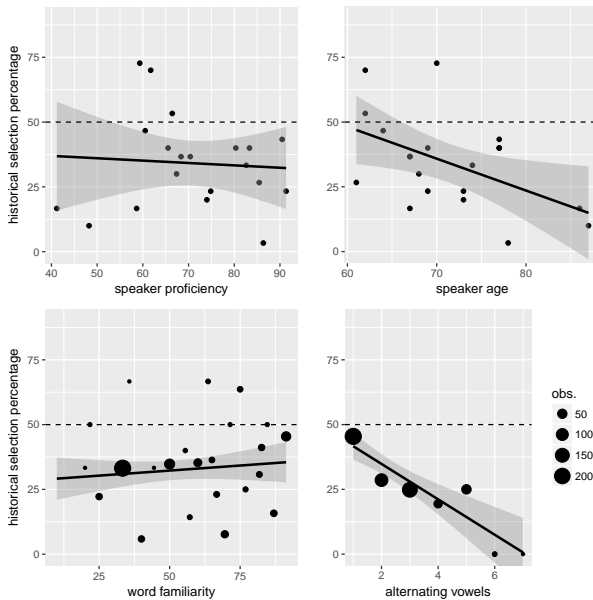 historical selection percentage
75
50
25
0
40 50 60 70 80 90
speaker proficiency
75
50
25
0
60 70 80
speaker age
historical selection percentage
75
50
25
0
25 50 75
word familiarity
75
50
25
0
2 4 6
alternating vowels
obs.
50
100
150
200